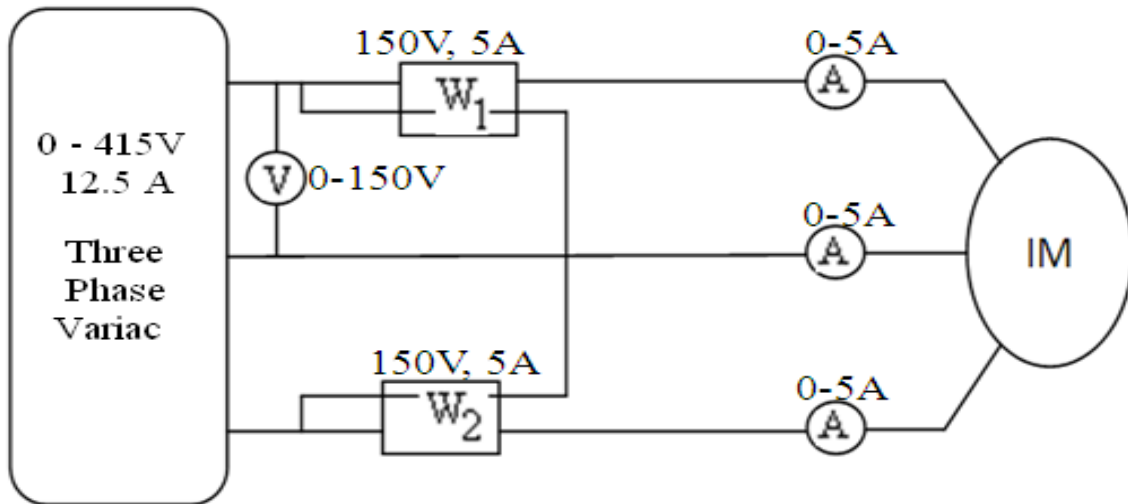 150V, 5A
0-5A
W1
A
0 - 415V
12.5 A
V
0-150V
Three
Phase
Variac
0-5A
A
IM
150V, 5A
0-5A
W2
A